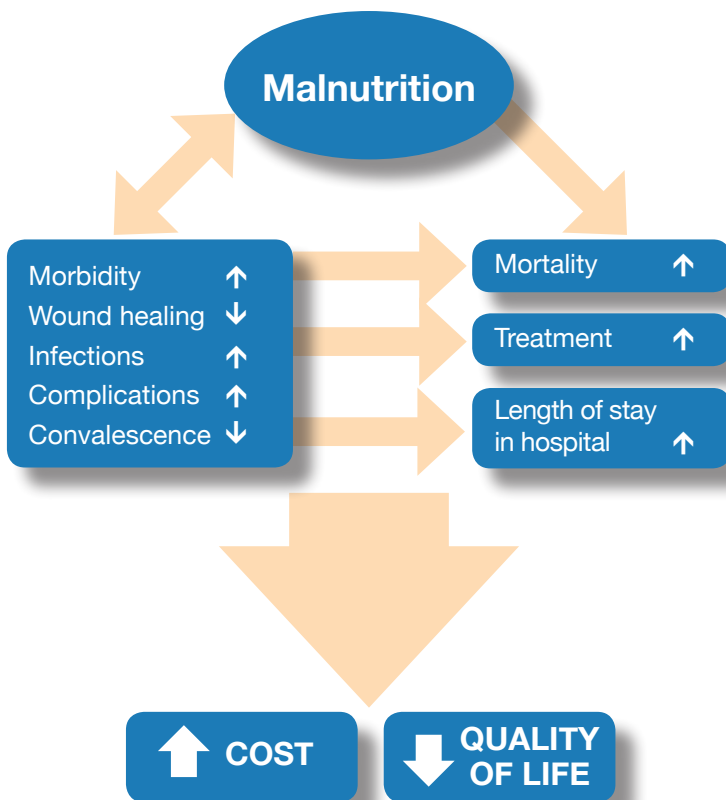 Malnutrition
Morbidity ↑
Wound healing ↓
Infections ↑
Complications ↑
Convalescence ↓
Mortality ↑
Treatment ↑
Length of stay
in hospital ↑
↑ COST
↓ QUALITY
OF LIFE